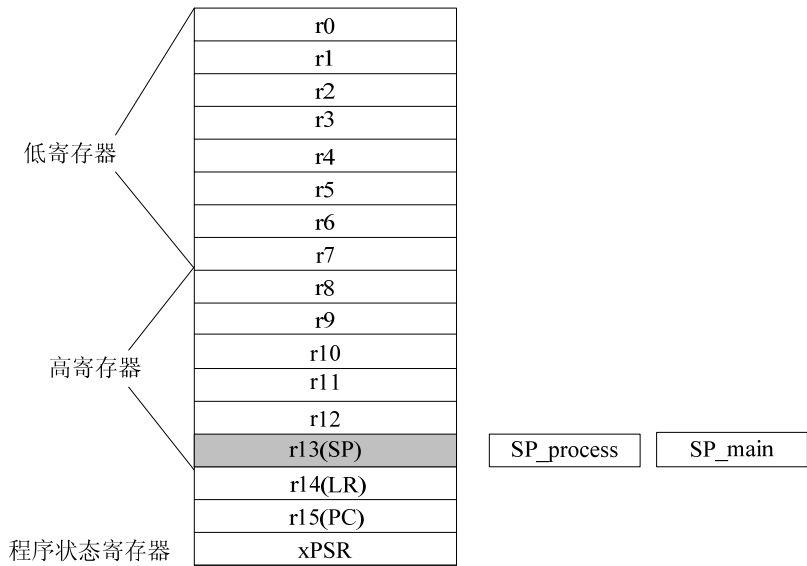 r0
r1
r2
r3
低寄存器
r4
r5
r6
r7
r8
r9
高寄存器
r10
r11
r12
r13(SP) SP_process SP_main
r14(LR)
r15(PC)
程序状态寄存器 xPSR